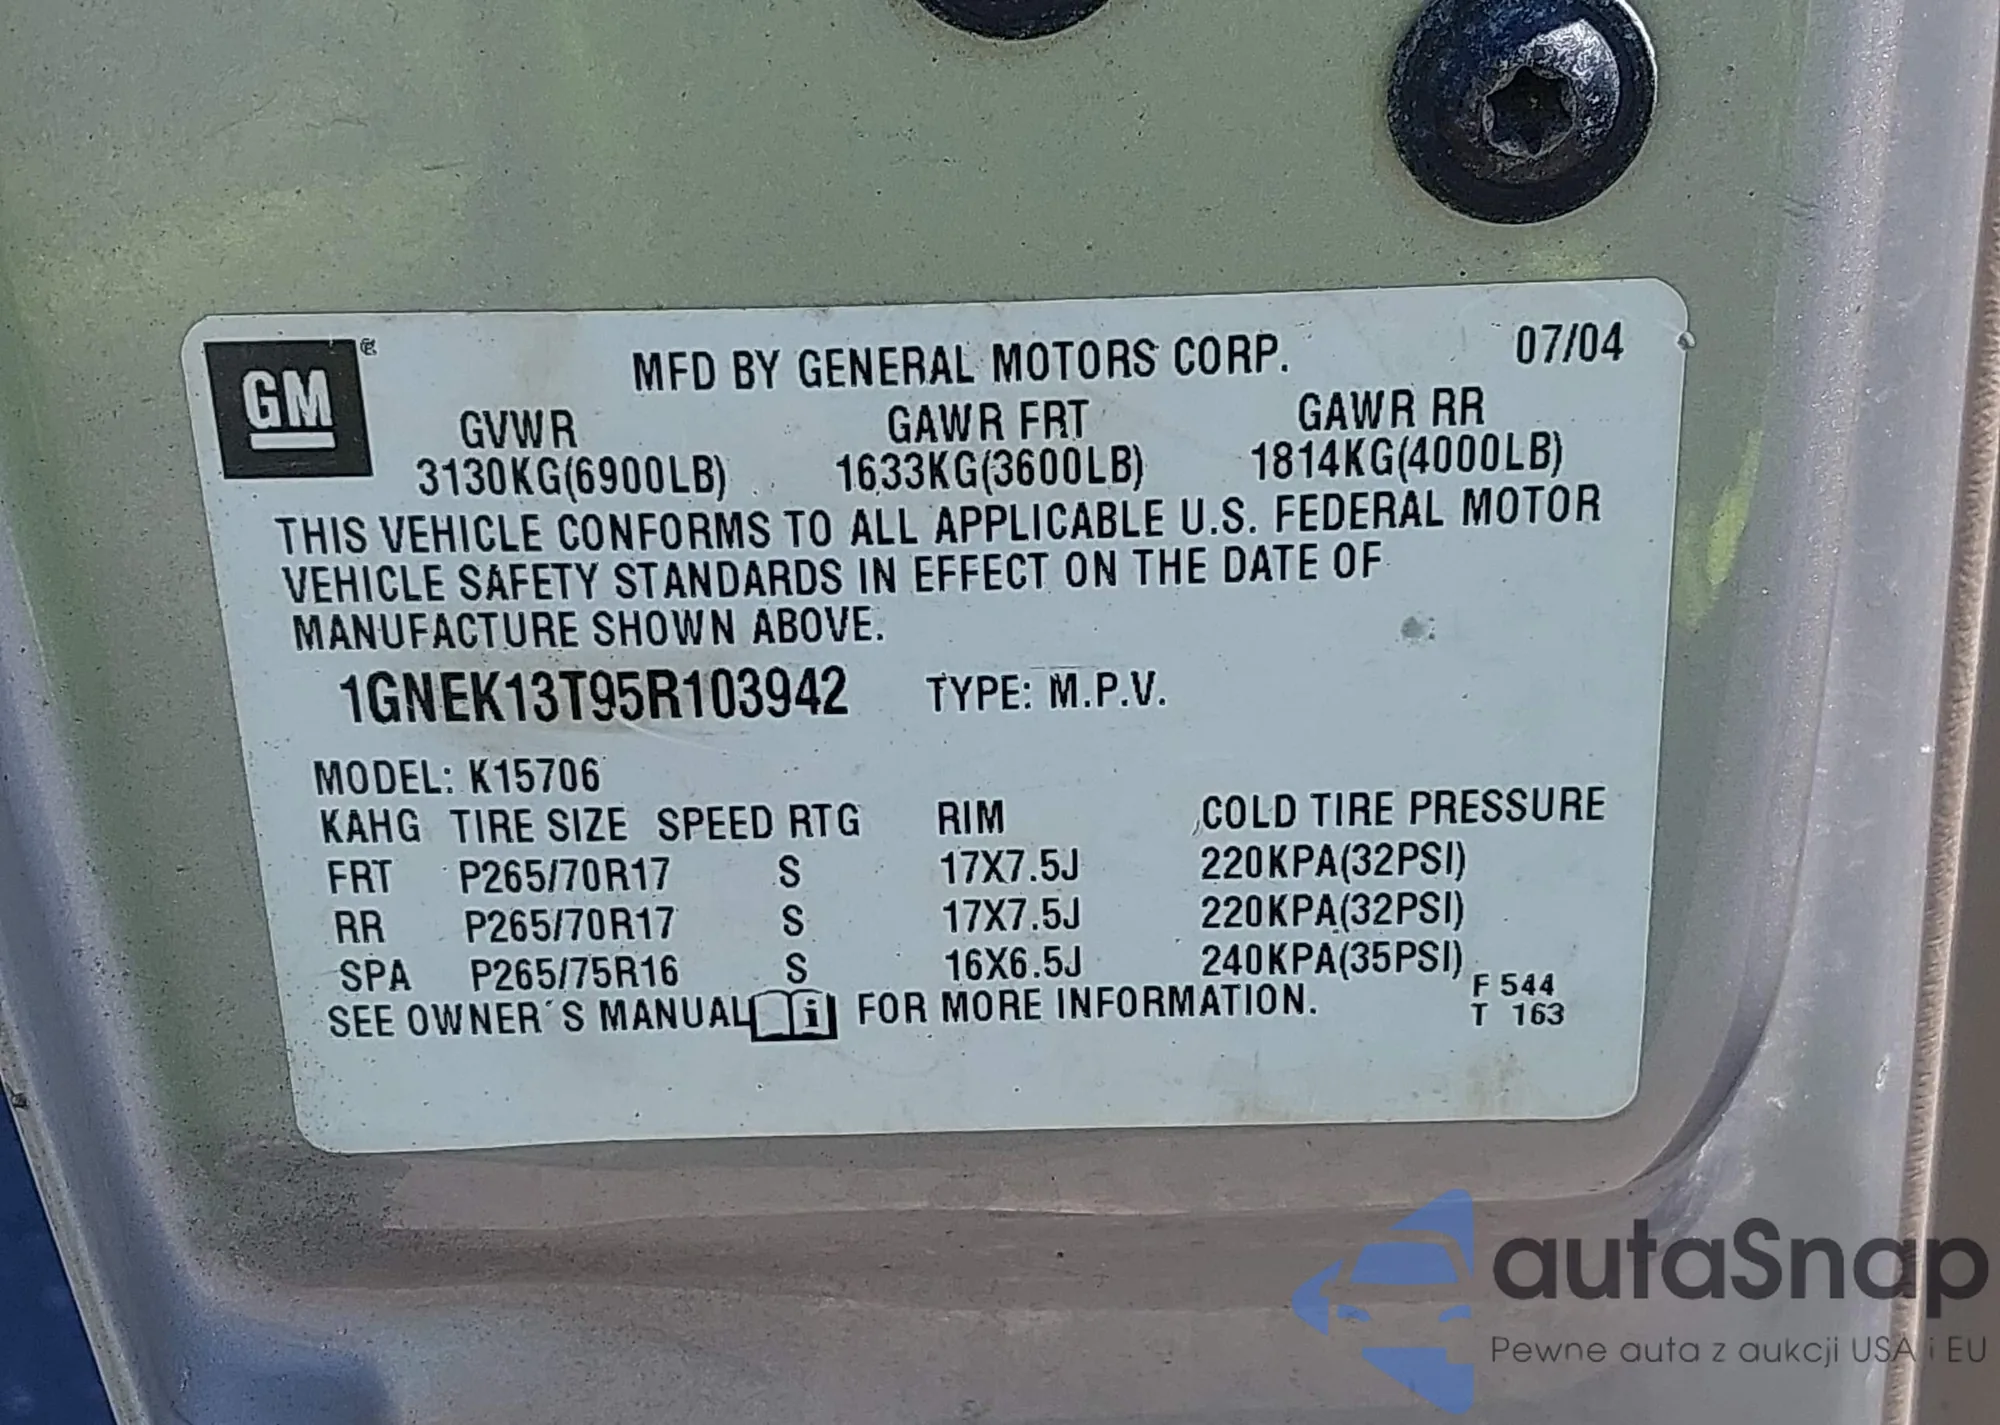 GM
MFD BY GENERAL MOTORS CORP. 07/04
GVWR GAWR FRT GAWR RR
3130KG(6900LB) 1633KG(3600LB) 1814KG(4000LB)
THIS VEHICLE CONFORMS TO ALL APPLICABLE U.S. FEDERAL MOTOR
VEHICLE SAFETY STANDARDS IN EFFECT ON THE DATE OF
MANUFACTURE SHOWN ABOVE.
1GNEK13T95R103942 TYPE: M.P.V.
MODEL: K15706
KAHG TIRE SIZE SPEED RTG RIM COLD TIRE PRESSURE
FRT P265/70R17 S 17X7.5J 220KPA(32PSI)
RR P265/70R17 S 17X7.5J 220KPA(32PSI)
SPA P265/75R16 S 16X6.5J 240KPA(35PSI)
SEE OWNER´S MANUAL i FOR MORE INFORMATION.
F 544
T 163
autaSnap
Pewne auta z aukcji USA i EU